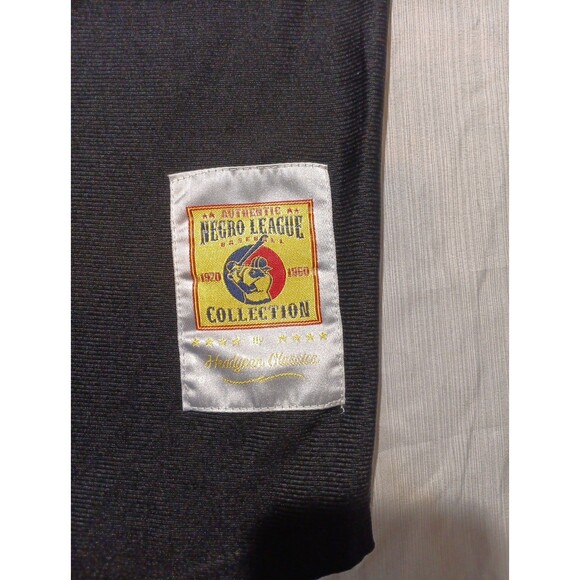 ★★ AUTHENTIC ★★
NEGRO LEAGUE
BASEBALL
1920 1960
COLLECTION
★★★★ BY ★★★★
Headgear Classics